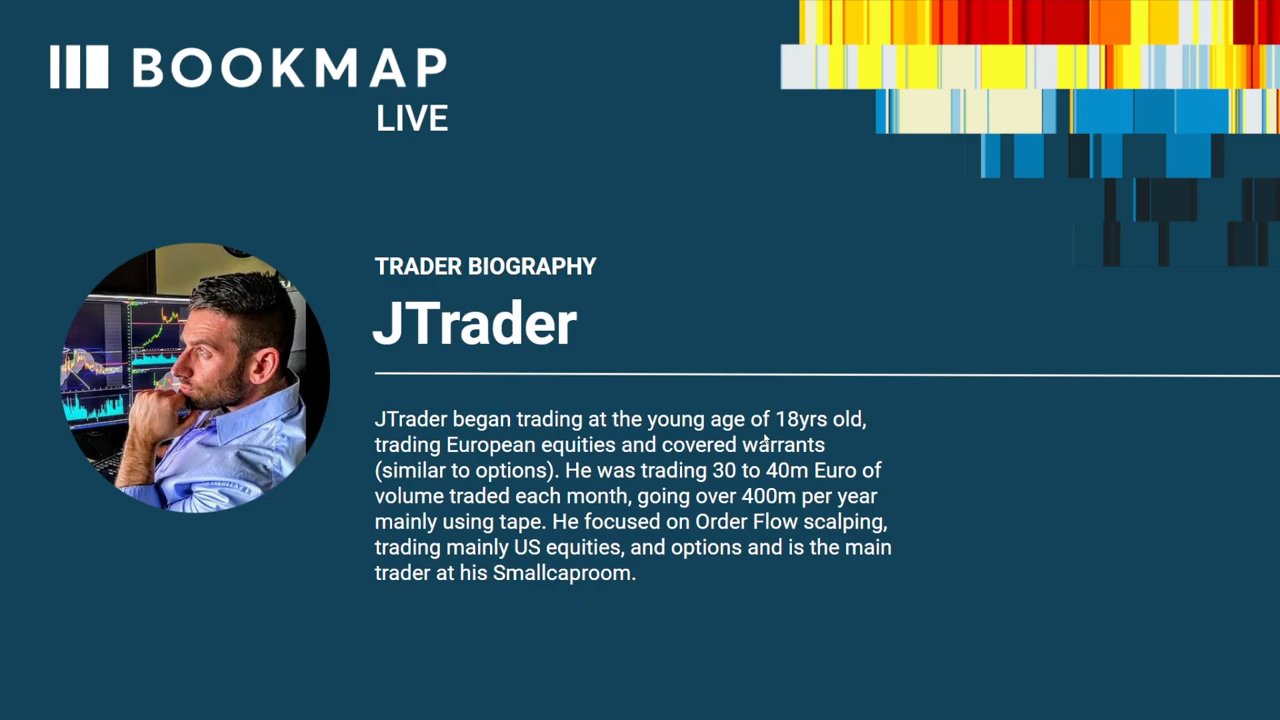 BOOKMAP
LIVE
TRADER BIOGRAPHY
JTrader
JTrader began trading at the young age of 18yrs old,
trading European equities and covered warrants
(similar to options). He was trading 30 to 40m Euro of
volume traded each month, going over 400m per year
mainly using tape. He focused on Order Flow scalping,
trading mainly US equities, and options and is the main
trader at his Smallcaproom.